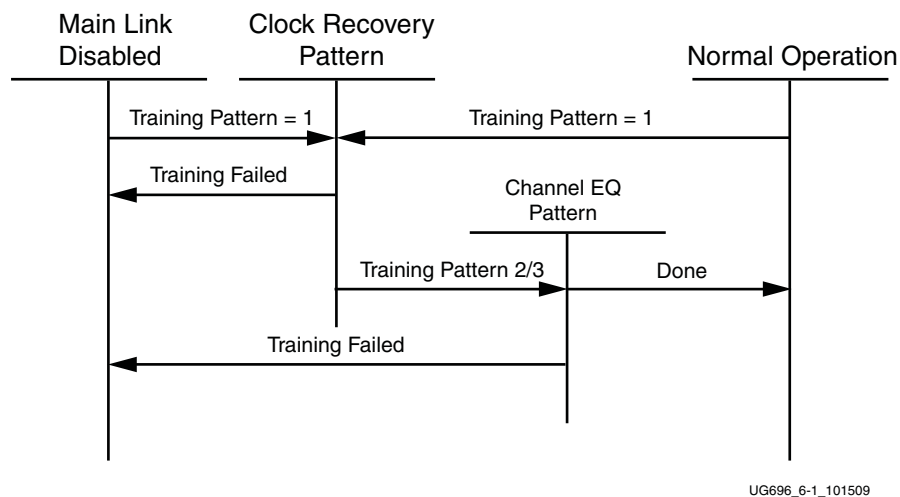 Main Link
Disabled
Clock Recovery
Pattern
Normal Operation
Training Pattern = 1
Training Pattern = 1
Training Failed
Channel EQ
Pattern
Training Pattern 2/3
Done
Training Failed
UG696_6-1_101509